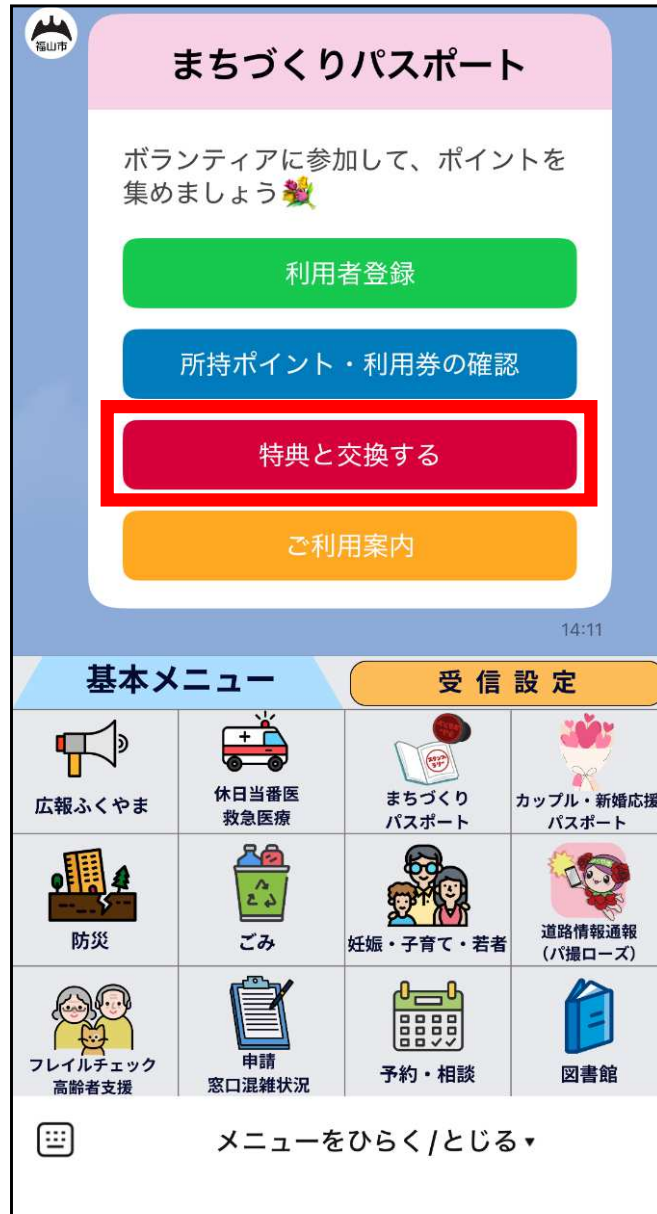 福山市
まちづくりパスポート
ボランティアに参加して、ポイントを
集めましょう💐
利用者登録
所持ポイント・利用券の確認
特典と交換する
ご利用案内
14:11
基本メニュー
受信設定
広報ふくやま
休日当番医
救急医療
まちづくり
パスポート
カップル・新婚応援
パスポート
防災
ごみ
妊娠・子育て・若者
道路情報通報
(パ撮ローズ)
フレイルチェック
高齢者支援
申請
窓口混雑状況
予約・相談
図書館
メニューをひらく/とじる▾